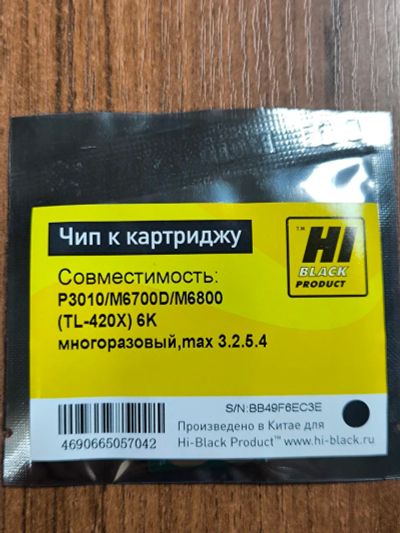 Чип к картриджу
TM
HI
BLACK
PRODUCT
Совместимость:
P3010/M6700D/M6800
(TL-420X) 6K
многоразовый,max 3.2.5.4
S/N:BB49F6EC3E
4690665057042
Произведено в Китае для
Hi-Black Product™ www.hi-black.ru